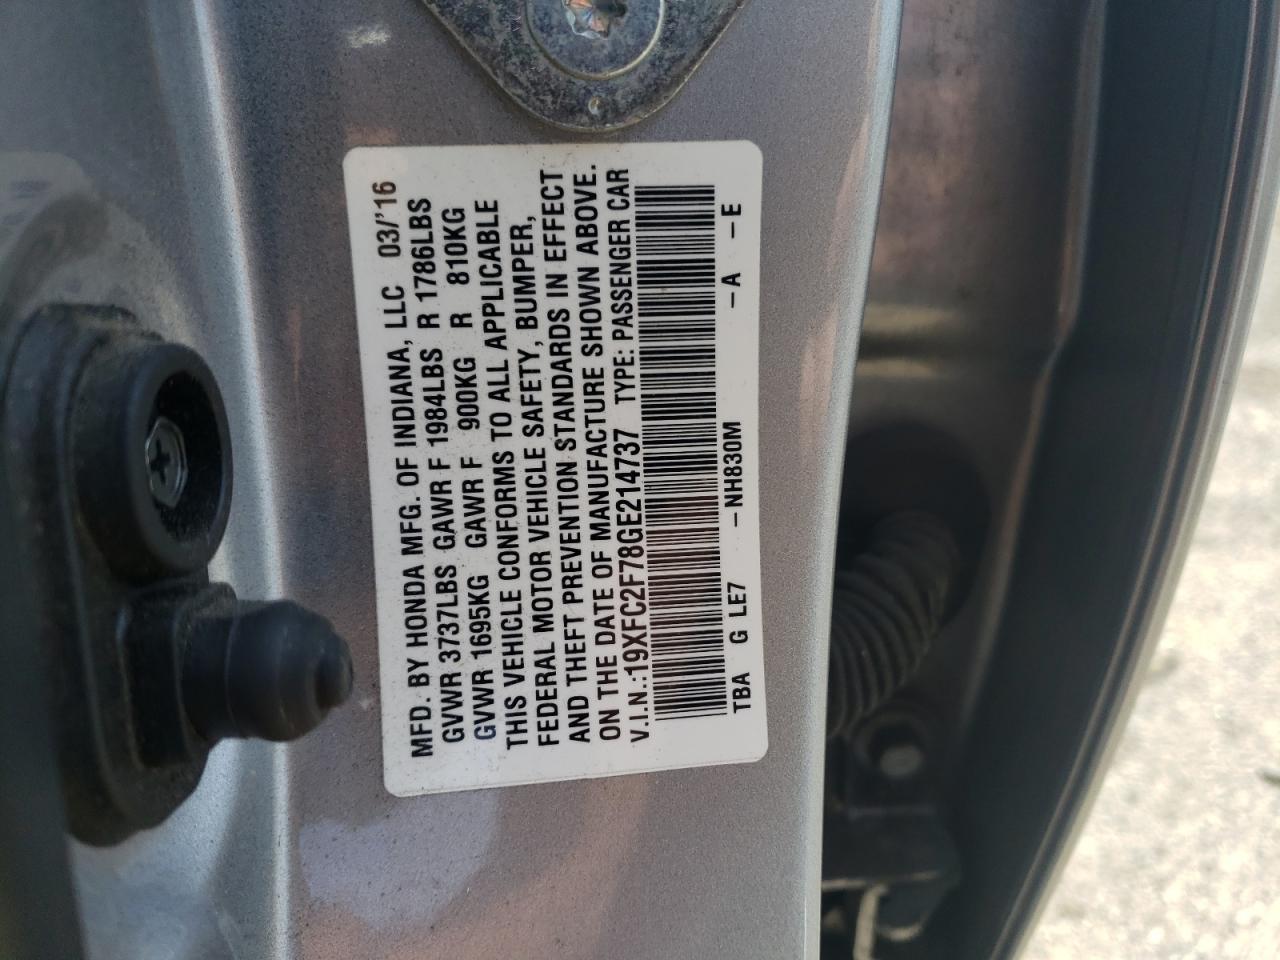 MFD. BY HONDA MFG. OF INDIANA, LLC 03/'16
GVWR 3737LBS GAWR F 1984LBS R 1786LBS
GVWR 1695KG GAWR F 900KG R 810KG
THIS VEHICLE CONFORMS TO ALL APPLICABLE
FEDERAL MOTOR VEHICLE SAFETY, BUMPER,
AND THEFT PREVENTION STANDARDS IN EFFECT
ON THE DATE OF MANUFACTURE SHOWN ABOVE.
V.I.N.:19XFC2F78GE214737 TYPE: PASSENGER CAR
TBA G LE7 –NH830M –A –E